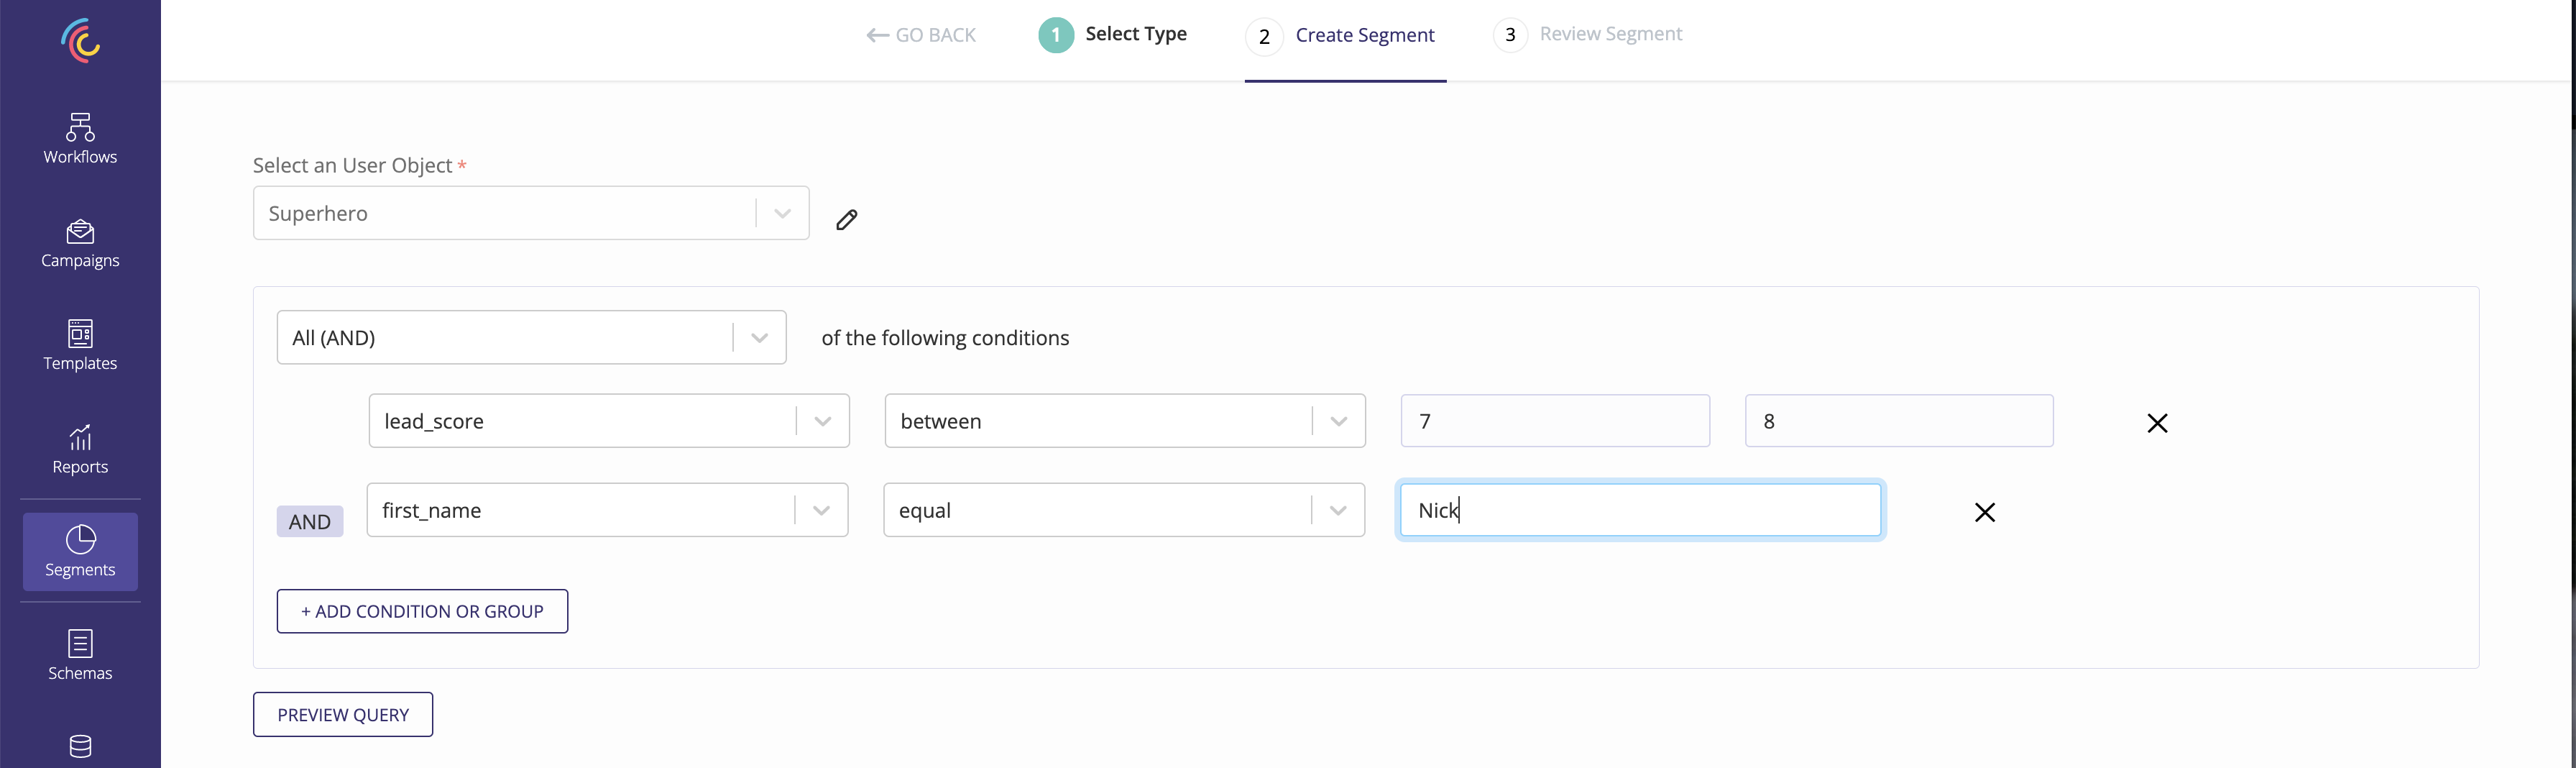 GO BACK
1 Select Type
2 Create Segment
3 Review Segment
Workflows
Campaigns
Templates
Reports
Segments
Schemas
Select an User Object *
Superhero
All (AND) of the following conditions
lead_score between 7 8
AND first_name equal Nick
+ ADD CONDITION OR GROUP
PREVIEW QUERY